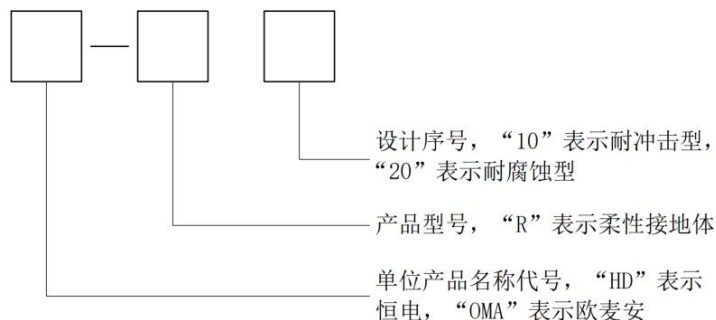 设计序号，“10”表示耐冲击型，
“20”表示耐腐蚀型
产品型号，“R”表示柔性接地体
单位产品名称代号，“HD”表示
恒电，“OMA”表示欧麦安